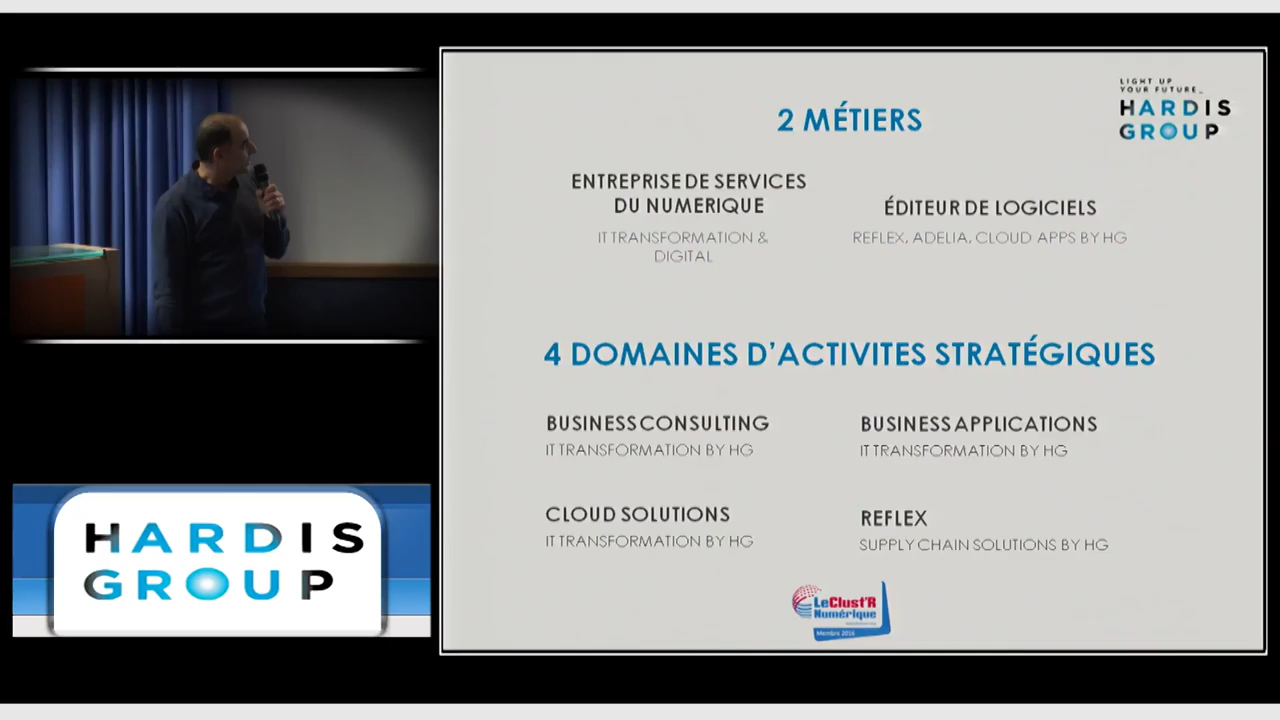 2 MÉTIERS
LIGHT UP
YOUR FUTURE_
HARDIS
GROUP
ENTREPRISE DE SERVICES
DU NUMERIQUE
IT TRANSFORMATION &
DIGITAL
ÉDITEUR DE LOGICIELS
REFLEX, ADELIA, CLOUD APPS BY HG
4 DOMAINES D'ACTIVITES STRATÉGIQUES
BUSINESS CONSULTING
IT TRANSFORMATION BY HG
BUSINESS APPLICATIONS
IT TRANSFORMATION BY HG
CLOUD SOLUTIONS
IT TRANSFORMATION BY HG
REFLEX
SUPPLY CHAIN SOLUTIONS BY HG
LeClust'R
Numérique
Membre 2016
HARDIS
GROUP